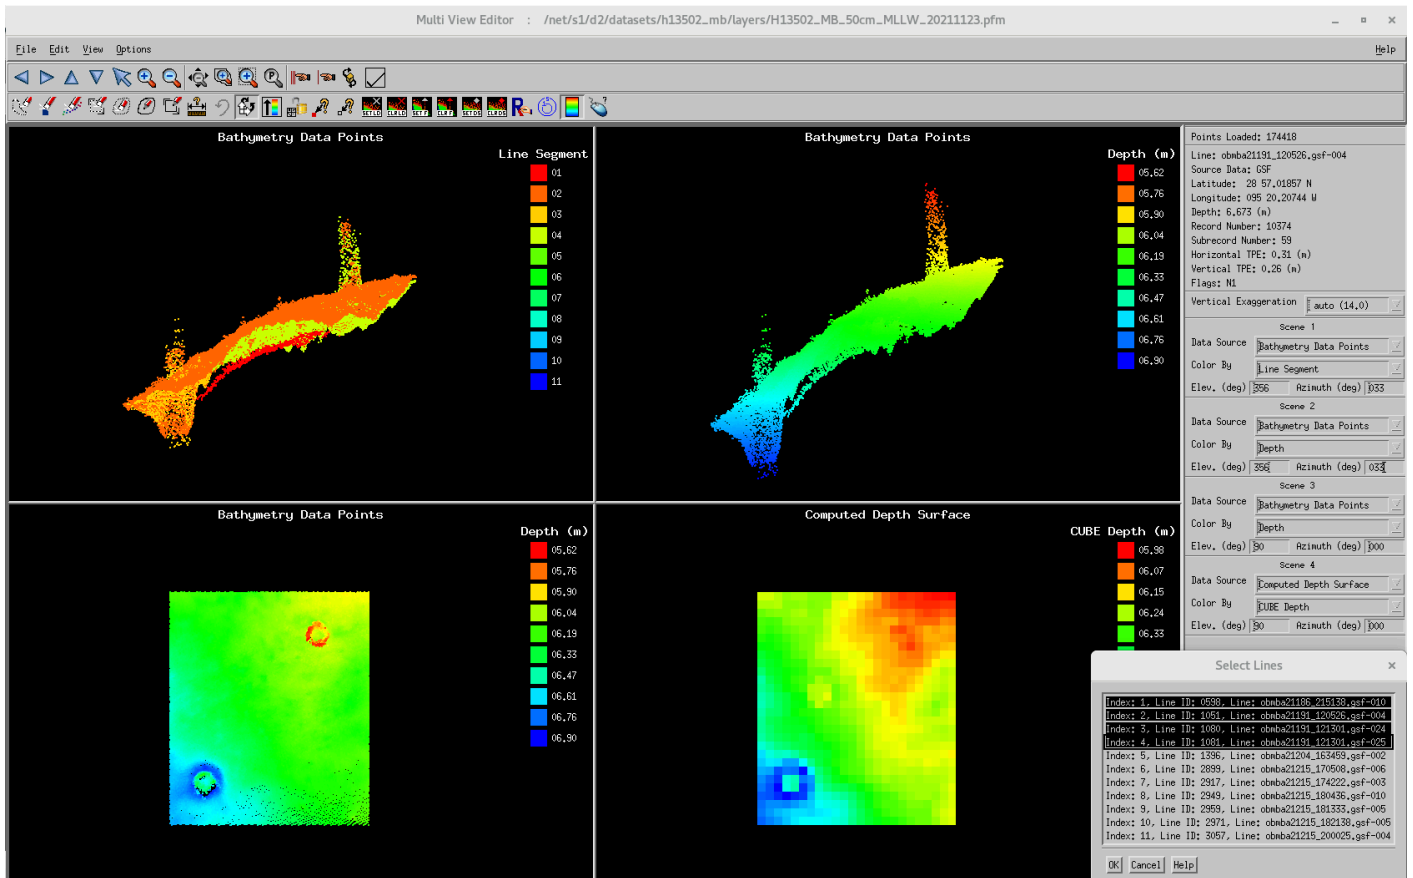 Multi View Editor : /net/s1/d2/datasets/h13502_mb/layers/H13502_MB_50cm_MLLW_20211123.pfm
File Edit View Options Help
SET LD CLR LD SET F CLR F SET DS CLR DS R
Bathymetry Data Points
Line Segment
01
02
03
04
05
06
07
08
09
10
11
Bathymetry Data Points
Depth (m)
05.62
05.76
05.90
06.04
06.19
06.33
06.47
06.61
06.76
06.90
Bathymetry Data Points
Depth (m)
05.62
05.76
05.90
06.04
06.19
06.33
06.47
06.61
06.76
06.90
Computed Depth Surface
CUBE Depth (m)
05.98
06.07
06.15
06.24
06.33
Points Loaded: 174418
Line: obmba21191_120526.gsf-004
Source Data: GSF
Latitude: 28 57.01857 N
Longitude: 095 20.20744 W
Depth: 6.673 (m)
Record Number: 10374
Subrecord Number: 59
Horizontal TPE: 0.31 (m)
Vertical TPE: 0.26 (m)
Flags: N1
Vertical Exaggeration auto (14.0)
Scene 1
Data Source Bathymetry Data Points
Color By Line Segment
Elev. (deg) 356 Azimuth (deg) 033
Scene 2
Data Source Bathymetry Data Points
Color By Depth
Elev. (deg) 356 Azimuth (deg) 033
Scene 3
Data Source Bathymetry Data Points
Color By Depth
Elev. (deg) 90 Azimuth (deg) 000
Scene 4
Data Source Computed Depth Surface
Color By CUBE Depth
Elev. (deg) 90 Azimuth (deg) 000
Select Lines
Index: 1, Line ID: 0598, Line: obmba21186_215138.gsf-010
Index: 2, Line ID: 1051, Line: obmba21191_120526.gsf-004
Index: 3, Line ID: 1080, Line: obmba21191_121301.gsf-024
Index: 4, Line ID: 1081, Line: obmba21191_121301.gsf-025
Index: 5, Line ID: 1396, Line: obmba21204_163459.gsf-002
Index: 6, Line ID: 2899, Line: obmba21215_170508.gsf-006
Index: 7, Line ID: 2917, Line: obmba21215_174222.gsf-003
Index: 8, Line ID: 2949, Line: obmba21215_180436.gsf-010
Index: 9, Line ID: 2959, Line: obmba21215_181333.gsf-005
Index: 10, Line ID: 2971, Line: obmba21215_182138.gsf-005
Index: 11, Line ID: 3057, Line: obmba21215_200025.gsf-004
OK Cancel Help